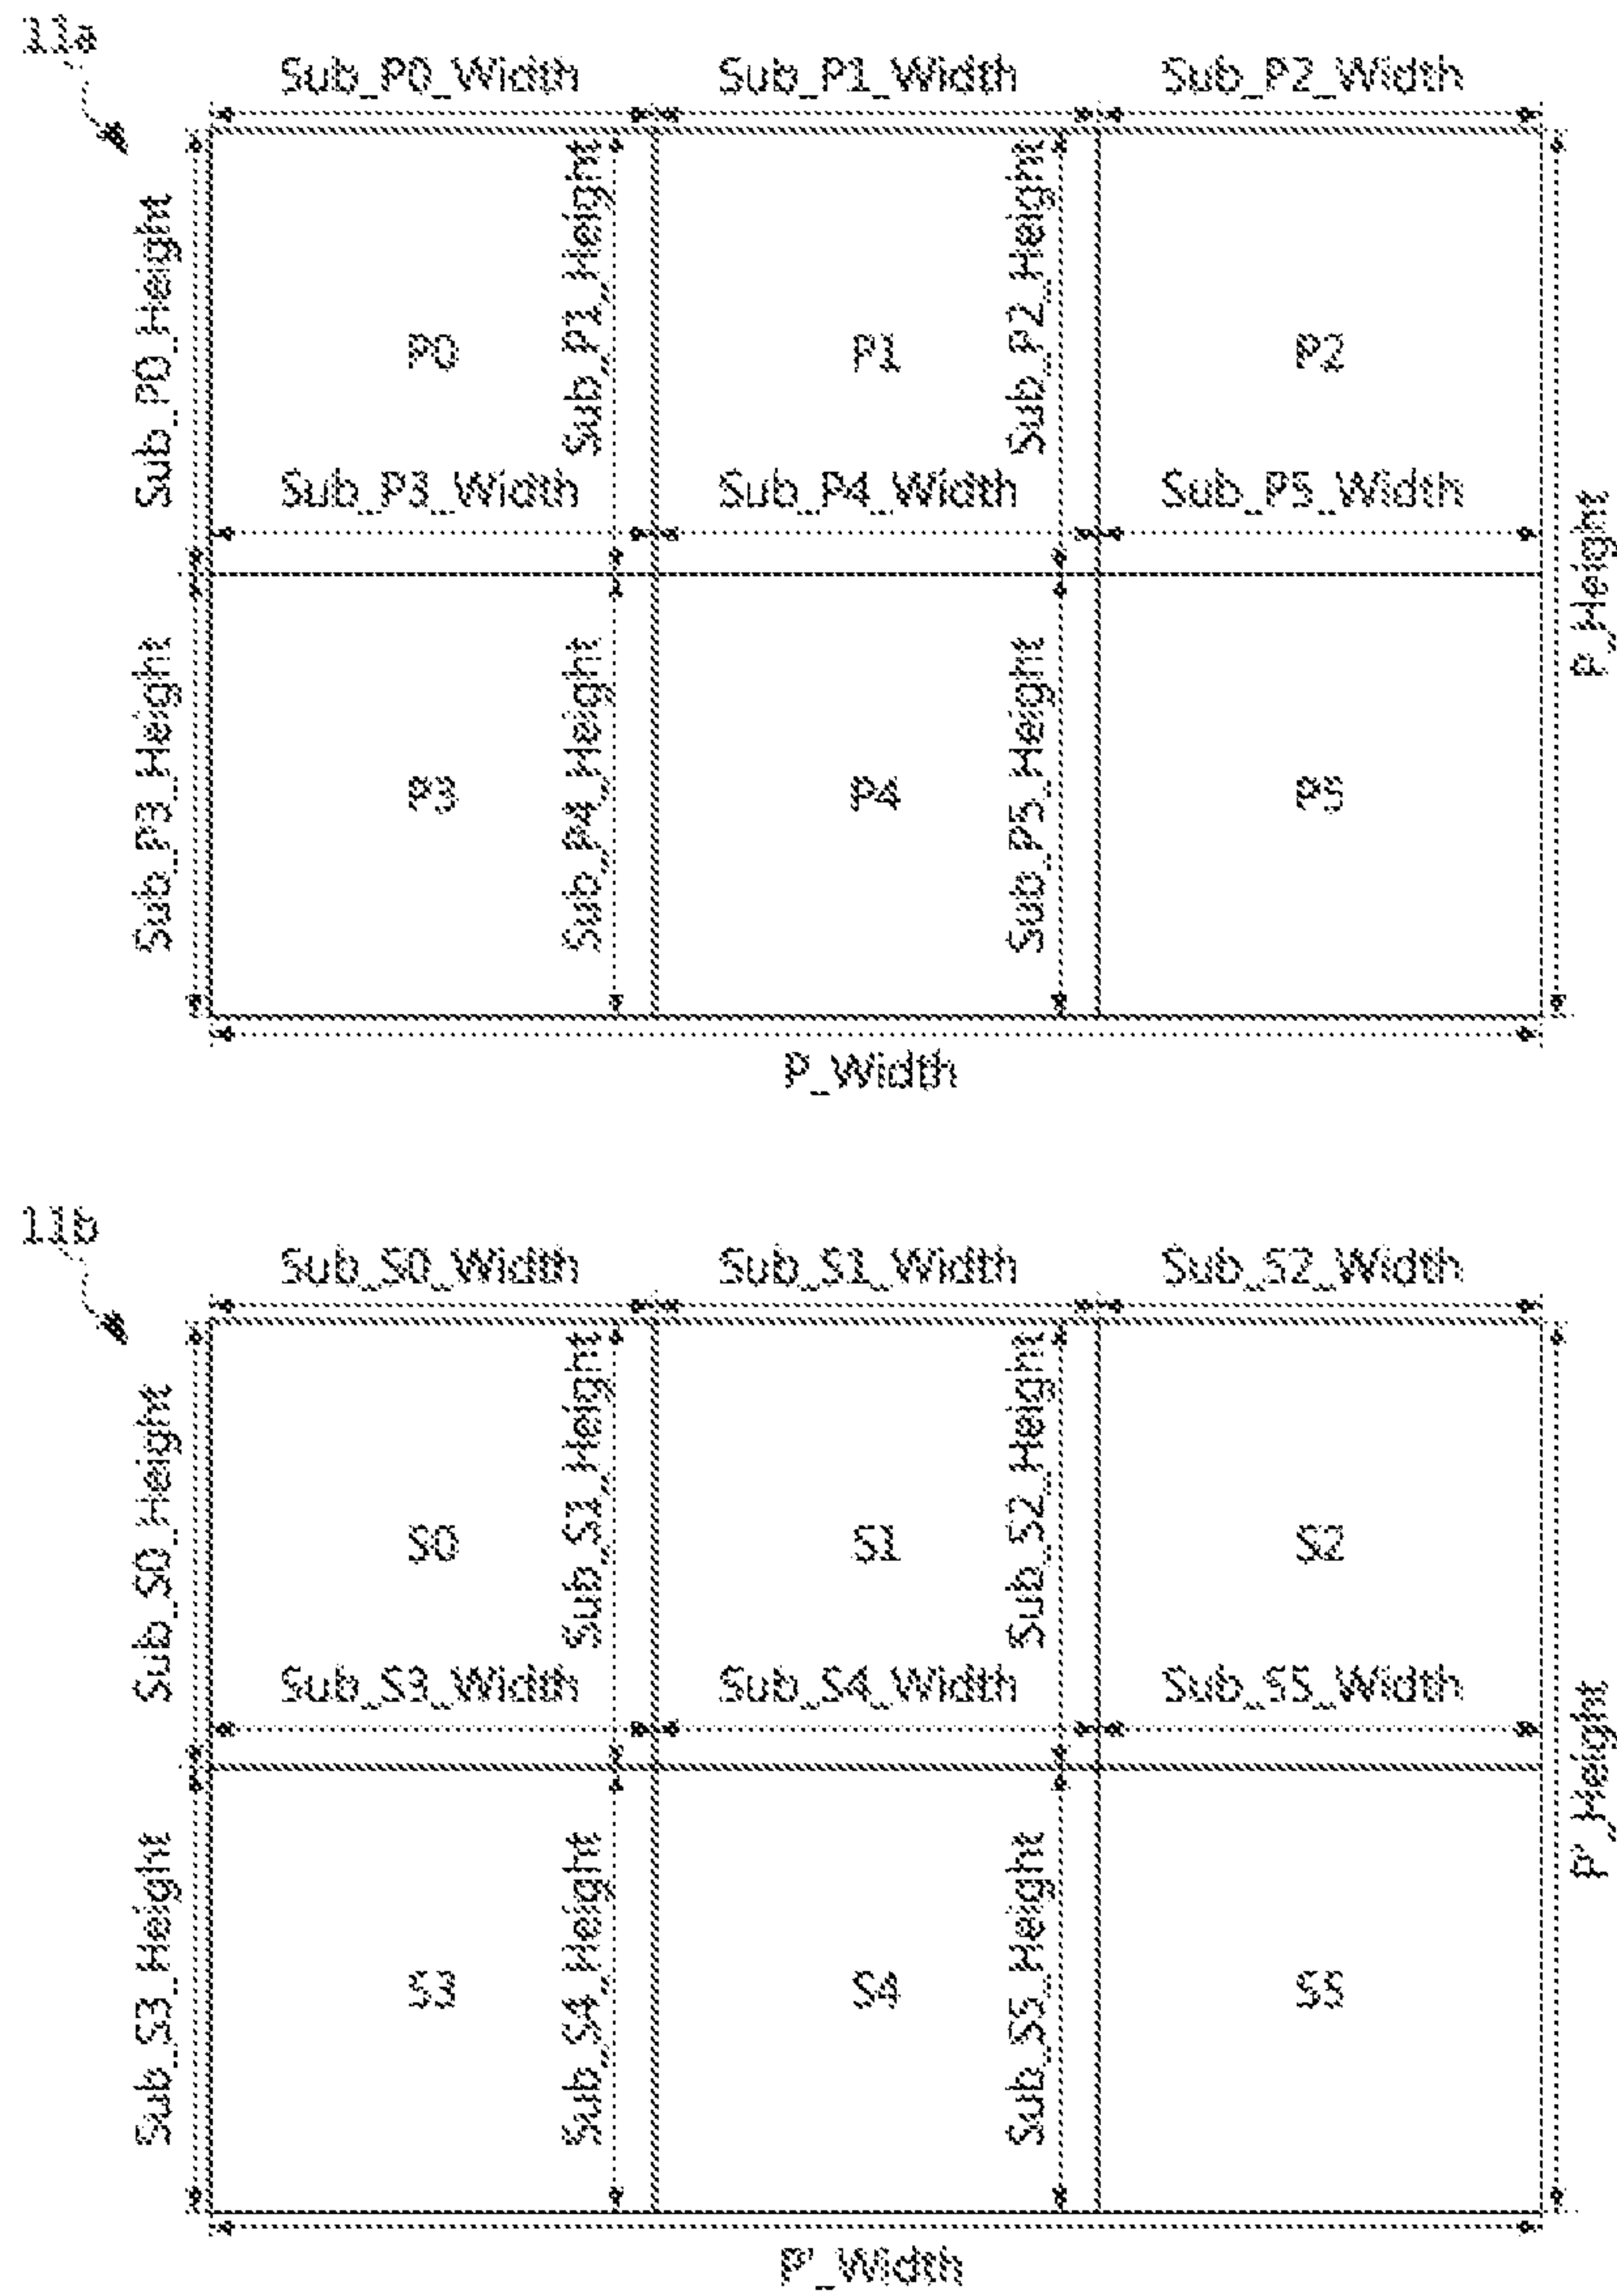 11a
Sub_P0_Width Sub_P1_Width Sub_P2_Width
Sub_P0_Height
Sub_P1_Height
Sub_P2_Height
P0 P1 P2
Sub_P3_Width Sub_P4_Width Sub_P5_Width
P_Height
Sub_P3_Height
Sub_P4_Height
Sub_P5_Height
P3 P4 P5
P_Width
11b
Sub_S0_Width Sub_S1_Width Sub_S2_Width
Sub_S0_Height
Sub_S1_Height
Sub_S2_Height
S0 S1 S2
Sub_S3_Width Sub_S4_Width Sub_S5_Width
P'_Height
Sub_S3_Height
Sub_S4_Height
Sub_S5_Height
S3 S4 S5
P'_Width